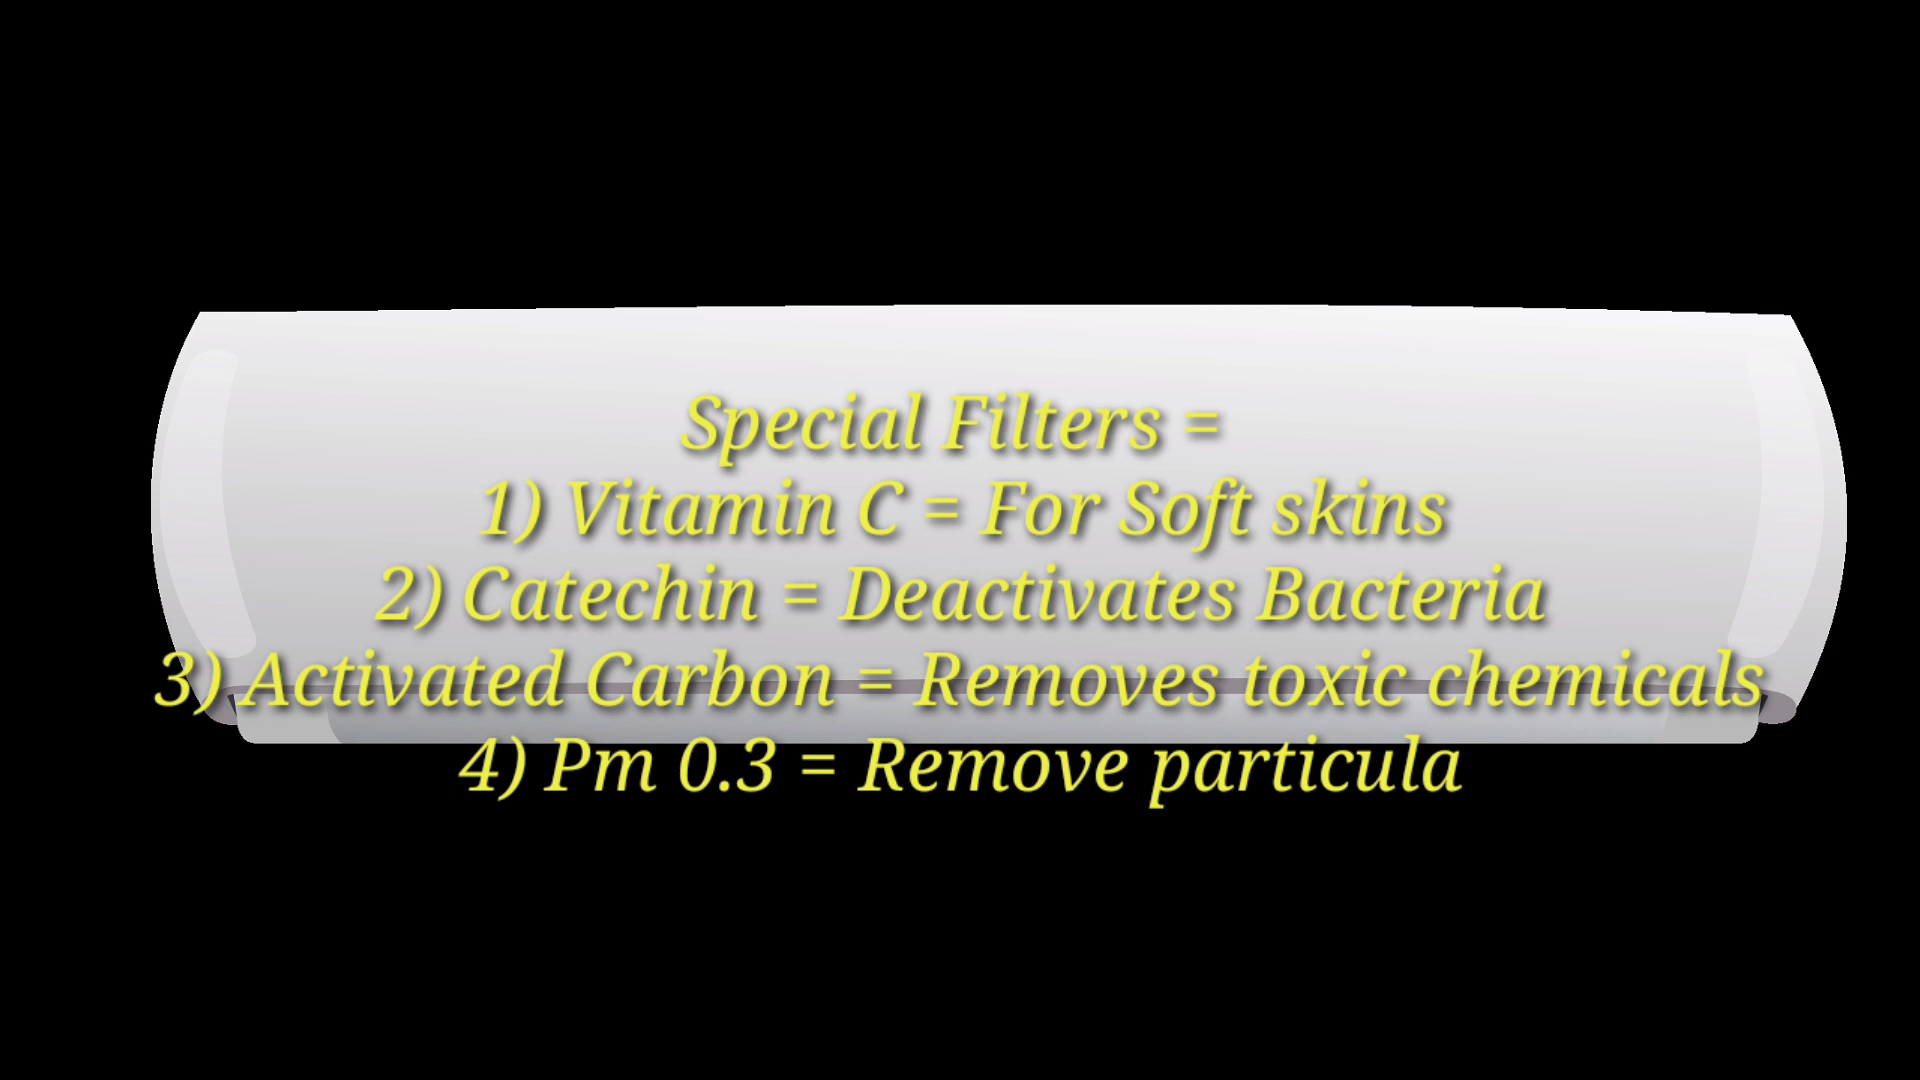 Special Filters =
1) Vitamin C = For Soft skins
2) Catechin = Deactivates Bacteria
3) Activated Carbon = Removes toxic chemicals
4) Pm 0.3 = Remove particula